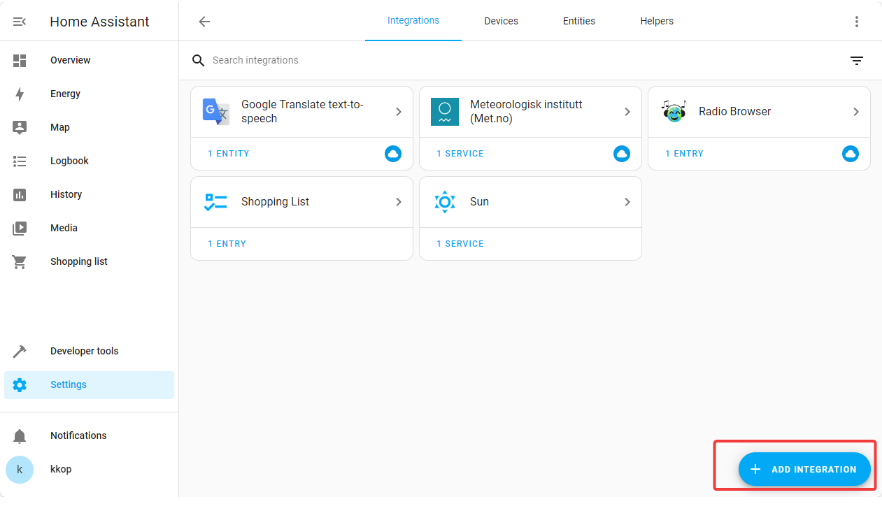 Home Assistant
Integrations
Devices
Entities
Helpers
Overview
Energy
Map
Logbook
History
Media
Shopping list
Developer tools
Settings
Notifications
k
kkop
Search integrations
G
Google Translate text-to-
speech
1 ENTITY
Meteorologisk institutt
(Met.no)
1 SERVICE
Radio Browser
1 ENTRY
Shopping List
1 ENTRY
Sun
1 SERVICE
ADD INTEGRATION